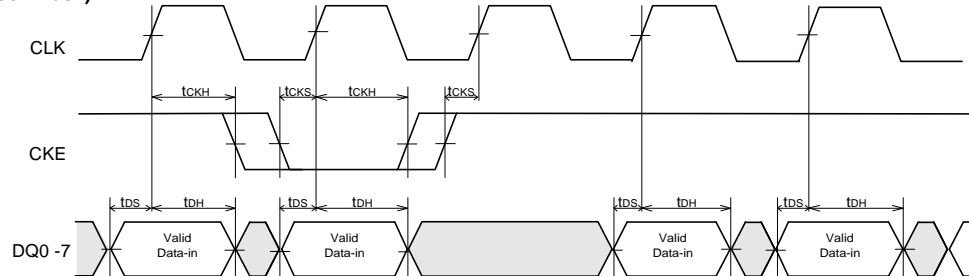 CLK
tCKH tCKS tCKH tCKS
CKE
tDS tDH tDS tDH tDS tDH tDS tDH
DQ0 -7
Valid
Data-in
Valid
Data-in
Valid
Data-in
Valid
Data-in